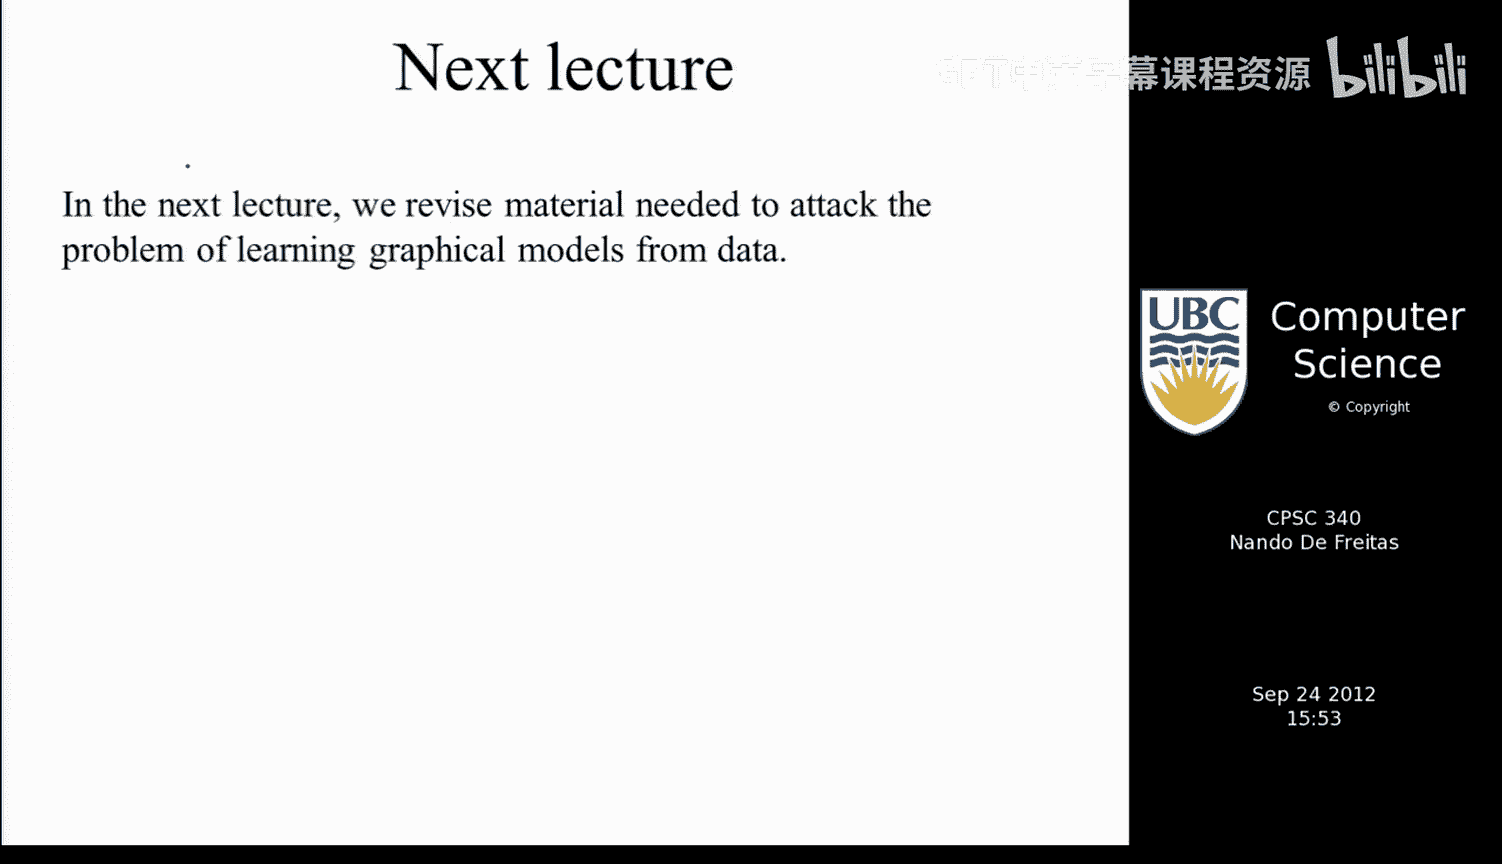 Next lecture
In the next lecture, we revise material needed to attack the
problem of learning graphical models from data.
幕课程资源
bilibili
UBC
Computer
Science
© Copyright
CPSC 340
Nando De Freitas
Sep 24 2012
15:53